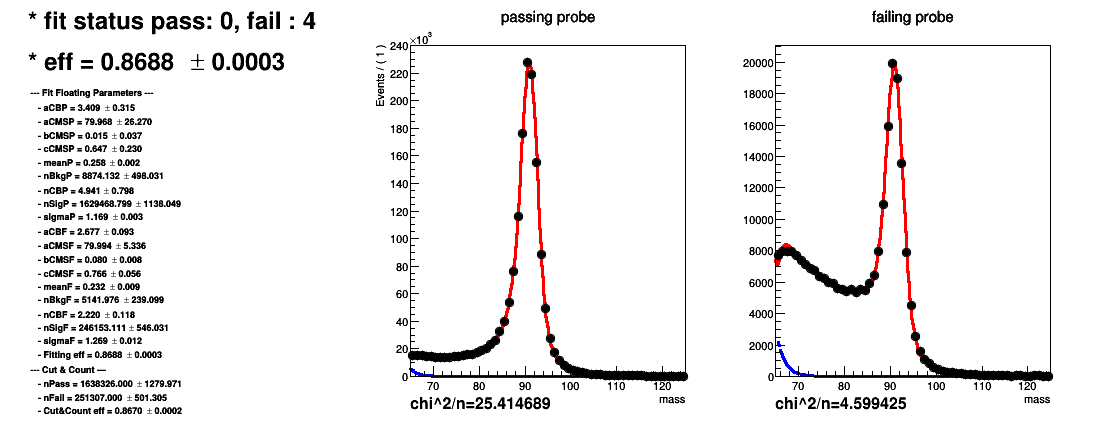 * fit status pass: 0, fail : 4
* eff = 0.8688 ± 0.0003
--- Fit Floating Parameters ---
- aCBP = 3.409 ± 0.315
- aCMSP = 79.968 ± 26.270
- bCMSP = 0.015 ± 0.037
- cCMSP = 0.647 ± 0.230
- meanP = 0.258 ± 0.002
- nBkgP = 8874.132 ± 498.031
- nCBP = 4.941 ± 0.798
- nSigP = 1629468.799 ± 1138.049
- sigmaP = 1.169 ± 0.003
- aCBF = 2.677 ± 0.093
- aCMSF = 79.994 ± 5.336
- bCMSF = 0.080 ± 0.008
- cCMSF = 0.766 ± 0.056
- meanF = 0.232 ± 0.009
- nBkgF = 5141.976 ± 239.099
- nCBF = 2.220 ± 0.118
- nSigF = 246153.111 ± 546.031
- sigmaF = 1.269 ± 0.012
- Fitting eff = 0.8688 ± 0.0003
--- Cut & Count ---
- nPass = 1638326.000 ± 1279.971
- nFail = 251307.000 ± 501.305
- Cut&Count eff = 0.8670 ± 0.0002
passing probe
×10³
Events / ( 1 )
240
220
200
180
160
140
120
100
80
60
40
20
0
70 80 90 100 110 120
mass
chi^2/n=25.414689
failing probe
20000
18000
16000
14000
12000
10000
8000
6000
4000
2000
0
70 80 90 100 110 120
mass
chi^2/n=4.599425